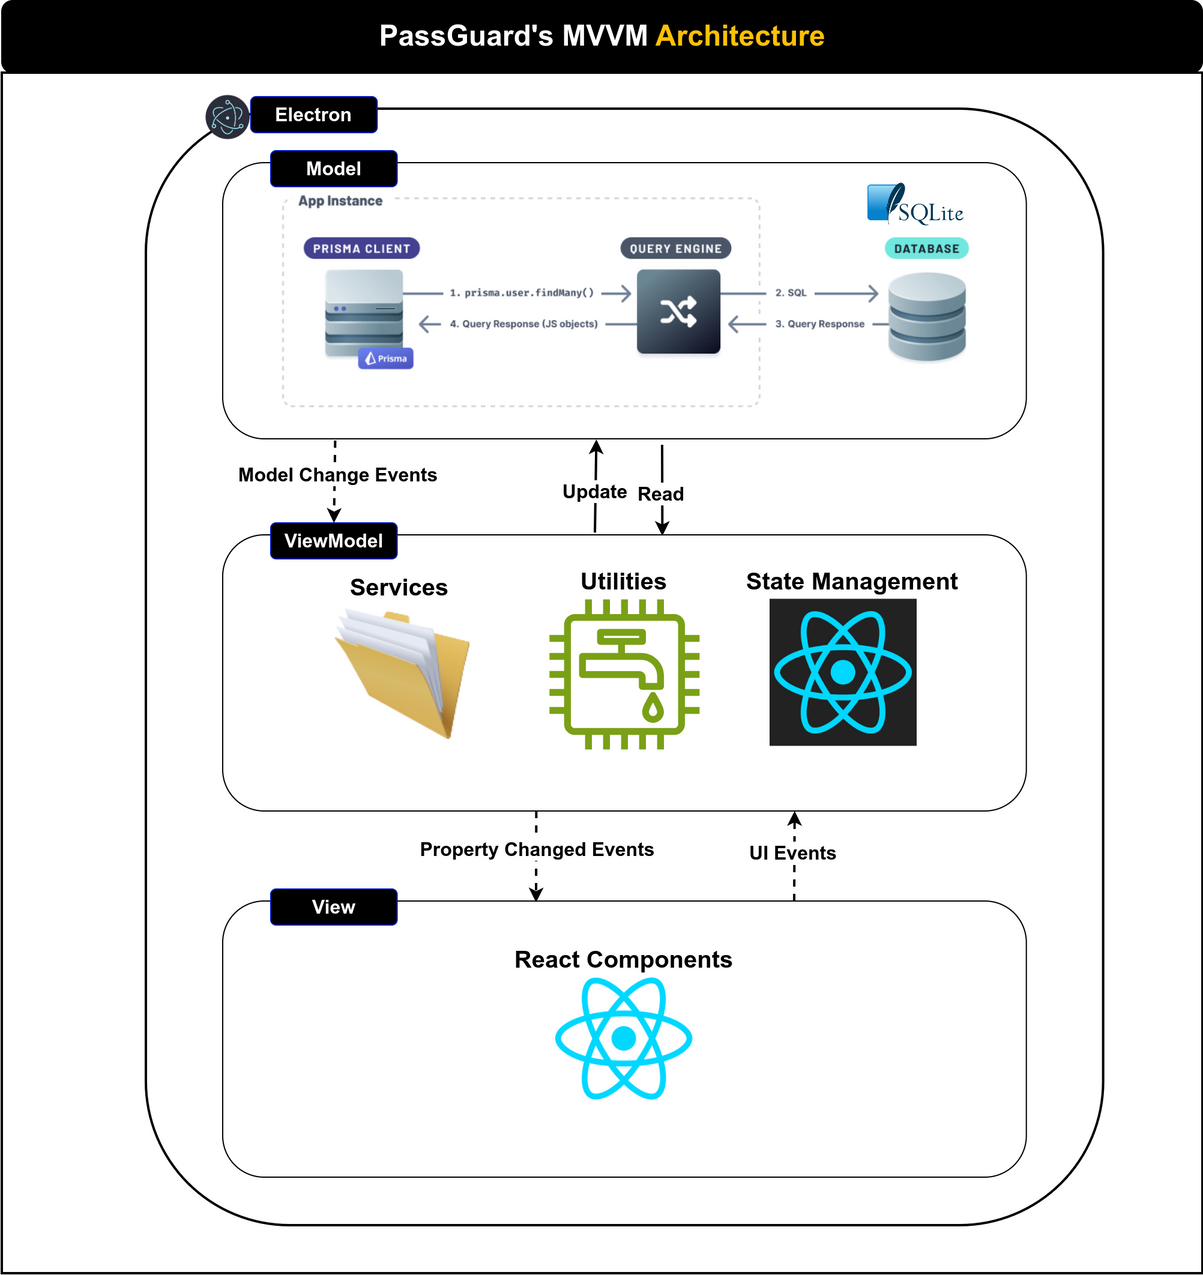 PassGuard's MVVM Architecture
Electron
Model
App Instance
SQLite
PRISMA CLIENT
QUERY ENGINE
DATABASE
1. prisma.user.findMany()
2. SQL
4. Query Response (JS objects)
3. Query Response
Prisma
Model Change Events
Update
Read
ViewModel
Services
Utilities
State Management
Property Changed Events
UI Events
View
React Components